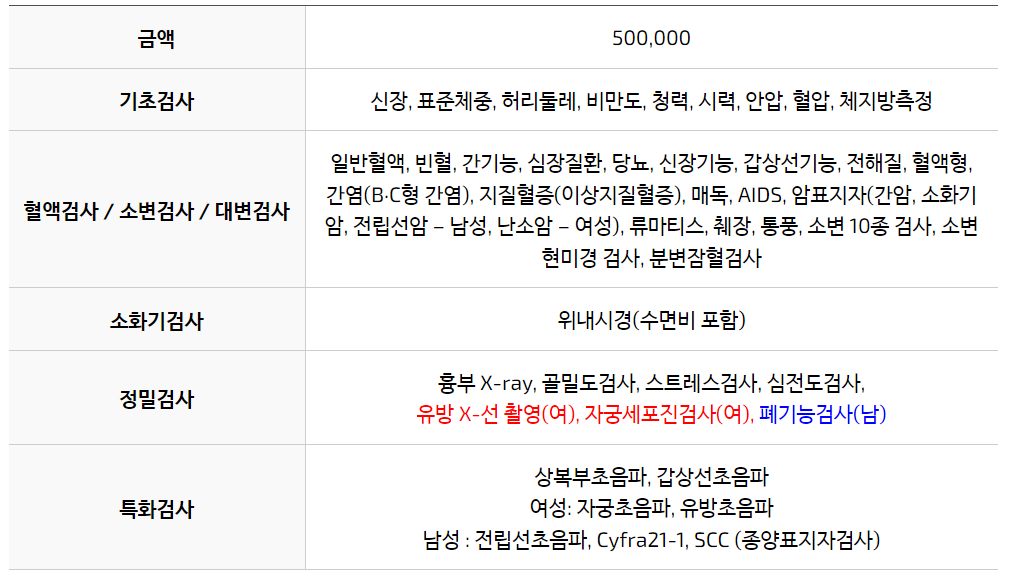 금액
500,000
기초검사
신장, 표준체중, 허리둘레, 비만도, 청력, 시력, 안압, 혈압, 체지방측정
혈액검사 / 소변검사 / 대변검사
일반혈액, 빈혈, 간기능, 심장질환, 당뇨, 신장기능, 갑상선기능, 전해질, 혈액형,
간염(B·C형 간염), 지질혈증(이상지질혈증), 매독, AIDS, 암표지자(간암, 소화기
암, 전립선암 – 남성, 난소암 – 여성), 류마티스, 췌장, 통풍, 소변 10종 검사, 소변
현미경 검사, 분변잠혈검사
소화기검사
위내시경(수면비 포함)
정밀검사
흉부 X-ray, 골밀도검사, 스트레스검사, 심전도검사,
유방 X-선 촬영(여), 자궁세포진검사(여), 폐기능검사(남)
특화검사
상복부초음파, 갑상선초음파
여성: 자궁초음파, 유방초음파
남성 : 전립선초음파, Cyfra21-1, SCC (종양표지자검사)